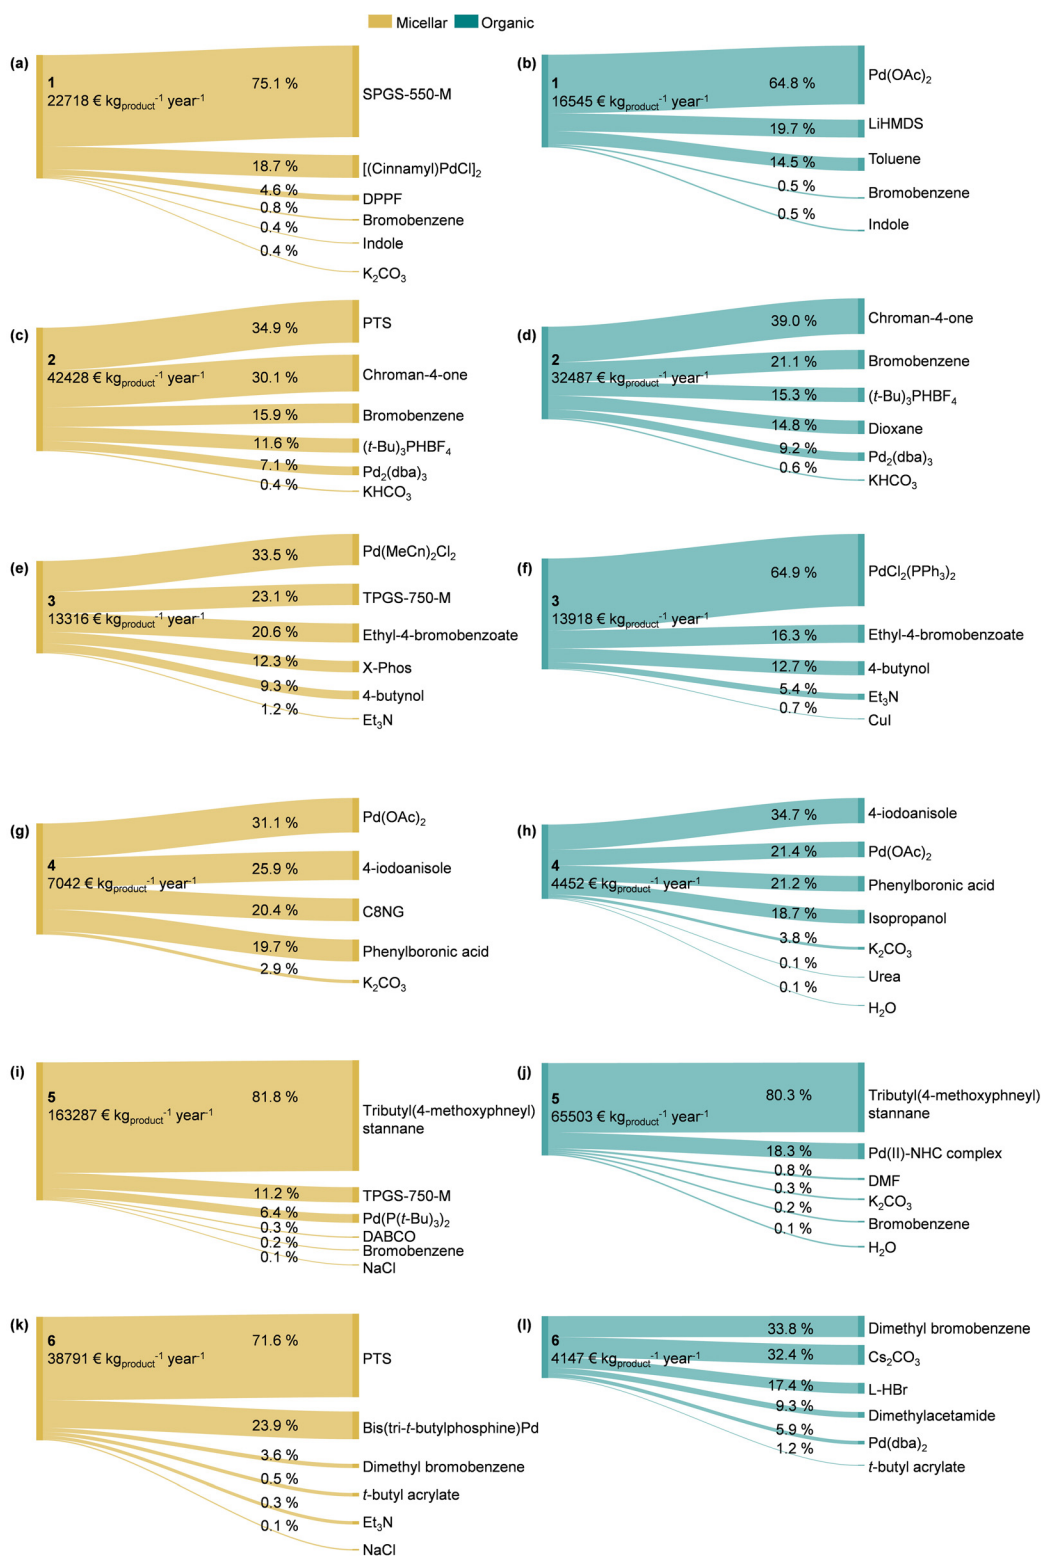 Micellar
Organic
(a)
1
22718 € kg_product⁻¹ year⁻¹
75.1 %
SPGS-550-M
18.7 %
[(Cinnamyl)PdCl]₂
4.6 %
DPPF
0.8 %
Bromobenzene
0.4 %
Indole
0.4 %
K₂CO₃
(b)
1
16545 € kg_product⁻¹ year⁻¹
64.8 %
Pd(OAc)₂
19.7 %
LiHMDS
14.5 %
Toluene
0.5 %
Bromobenzene
0.5 %
Indole
(c)
2
42428 € kg_product⁻¹ year⁻¹
34.9 %
PTS
30.1 %
Chroman-4-one
15.9 %
Bromobenzene
11.6 %
(t-Bu)₃PHBF₄
7.1 %
Pd₂(dba)₃
0.4 %
KHCO₃
(d)
2
32487 € kg_product⁻¹ year⁻¹
39.0 %
Chroman-4-one
21.1 %
Bromobenzene
15.3 %
(t-Bu)₃PHBF₄
14.8 %
Dioxane
9.2 %
Pd₂(dba)₃
0.6 %
KHCO₃
(e)
3
13316 € kg_product⁻¹ year⁻¹
33.5 %
Pd(MeCn)₂Cl₂
23.1 %
TPGS-750-M
20.6 %
Ethyl-4-bromobenzoate
12.3 %
X-Phos
9.3 %
4-butynol
1.2 %
Et₃N
(f)
3
13918 € kg_product⁻¹ year⁻¹
64.9 %
PdCl₂(PPh₃)₂
16.3 %
Ethyl-4-bromobenzoate
12.7 %
4-butynol
5.4 %
Et₃N
0.7 %
CuI
(g)
4
7042 € kg_product⁻¹ year⁻¹
31.1 %
Pd(OAc)₂
25.9 %
4-iodoanisole
20.4 %
C8NG
19.7 %
Phenylboronic acid
2.9 %
K₂CO₃
(h)
4
4452 € kg_product⁻¹ year⁻¹
34.7 %
4-iodoanisole
21.4 %
Pd(OAc)₂
21.2 %
Phenylboronic acid
18.7 %
Isopropanol
3.8 %
K₂CO₃
0.1 %
Urea
0.1 %
H₂O
(i)
5
163287 € kg_product⁻¹ year⁻¹
81.8 %
Tributyl(4-methoxyphneyl)
stannane
11.2 %
TPGS-750-M
6.4 %
Pd(P(t-Bu)₃)₂
0.3 %
DABCO
0.2 %
Bromobenzene
0.1 %
NaCl
(j)
5
65503 € kg_product⁻¹ year⁻¹
80.3 %
Tributyl(4-methoxyphneyl)
stannane
18.3 %
Pd(II)-NHC complex
0.8 %
DMF
0.3 %
K₂CO₃
0.2 %
Bromobenzene
0.1 %
H₂O
(k)
6
38791 € kg_product⁻¹ year⁻¹
71.6 %
PTS
23.9 %
Bis(tri-t-butylphosphine)Pd
3.6 %
Dimethyl bromobenzene
0.5 %
t-butyl acrylate
0.3 %
Et₃N
0.1 %
NaCl
(l)
6
4147 € kg_product⁻¹ year⁻¹
33.8 %
Dimethyl bromobenzene
32.4 %
Cs₂CO₃
17.4 %
L-HBr
9.3 %
Dimethylacetamide
5.9 %
Pd(dba)₂
1.2 %
t-butyl acrylate